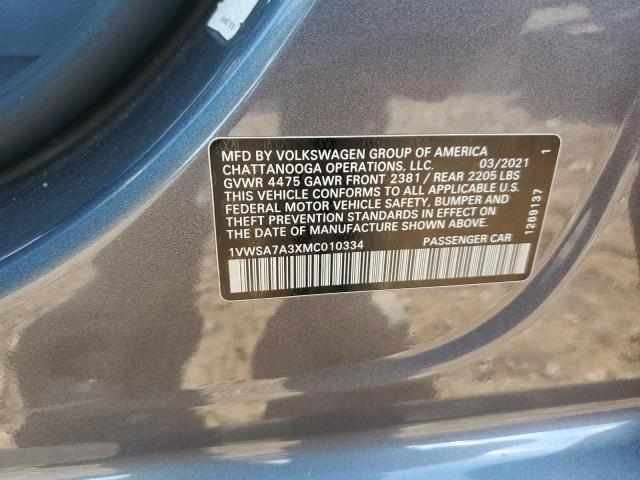 MFD BY VOLKSWAGEN GROUP OF AMERICA
CHATTANOOGA OPERATIONS, LLC. 03/2021
GVWR 4475 GAWR FRONT 2381 / REAR 2205 LBS
THIS VEHICLE CONFORMS TO ALL APPLICABLE U.S.
FEDERAL MOTOR VEHICLE SAFETY, BUMPER AND
THEFT PREVENTION STANDARDS IN EFFECT ON
THE DATE OF MANUFACTURE SHOWN ABOVE.
1VWSA7A3XMC010334 PASSENGER CAR
1269137 1